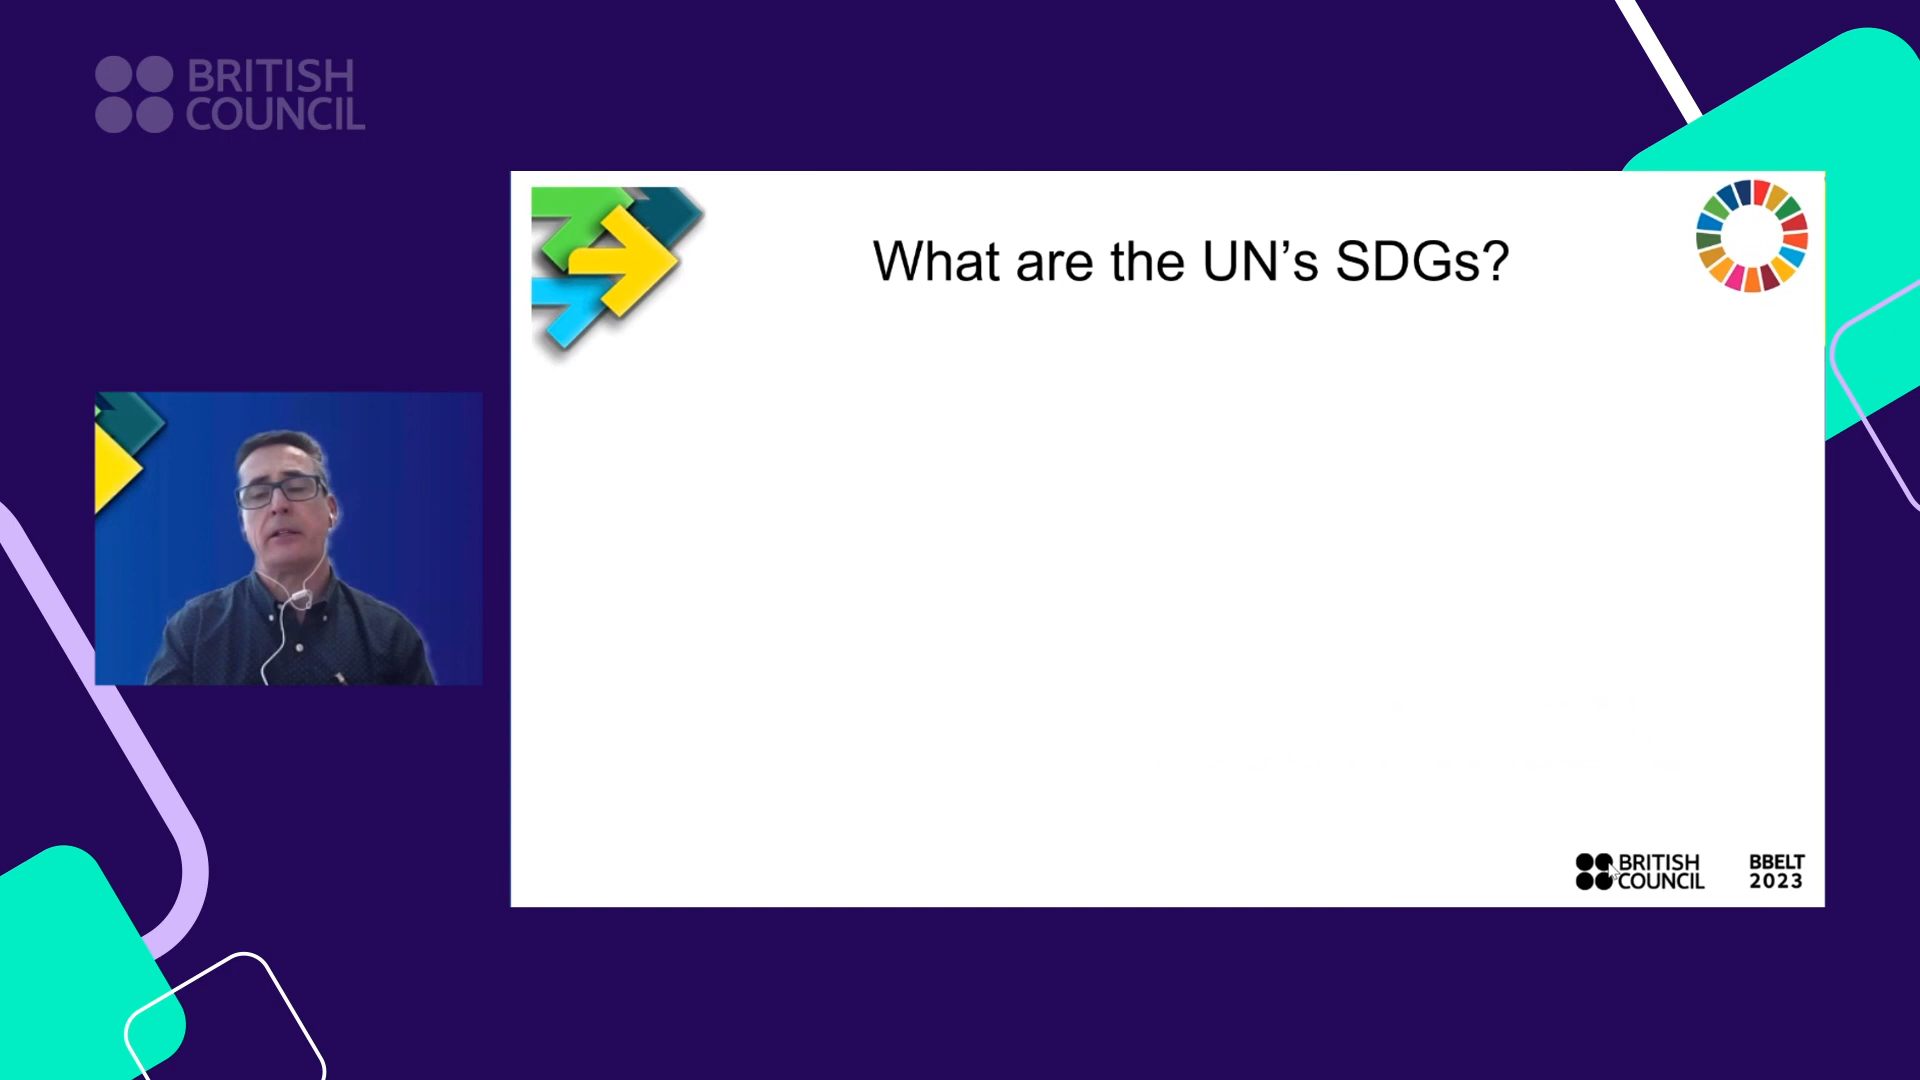 BRITISH
COUNCIL
What are the UN’s SDGs?
BRITISH
COUNCIL
BBELT
2023